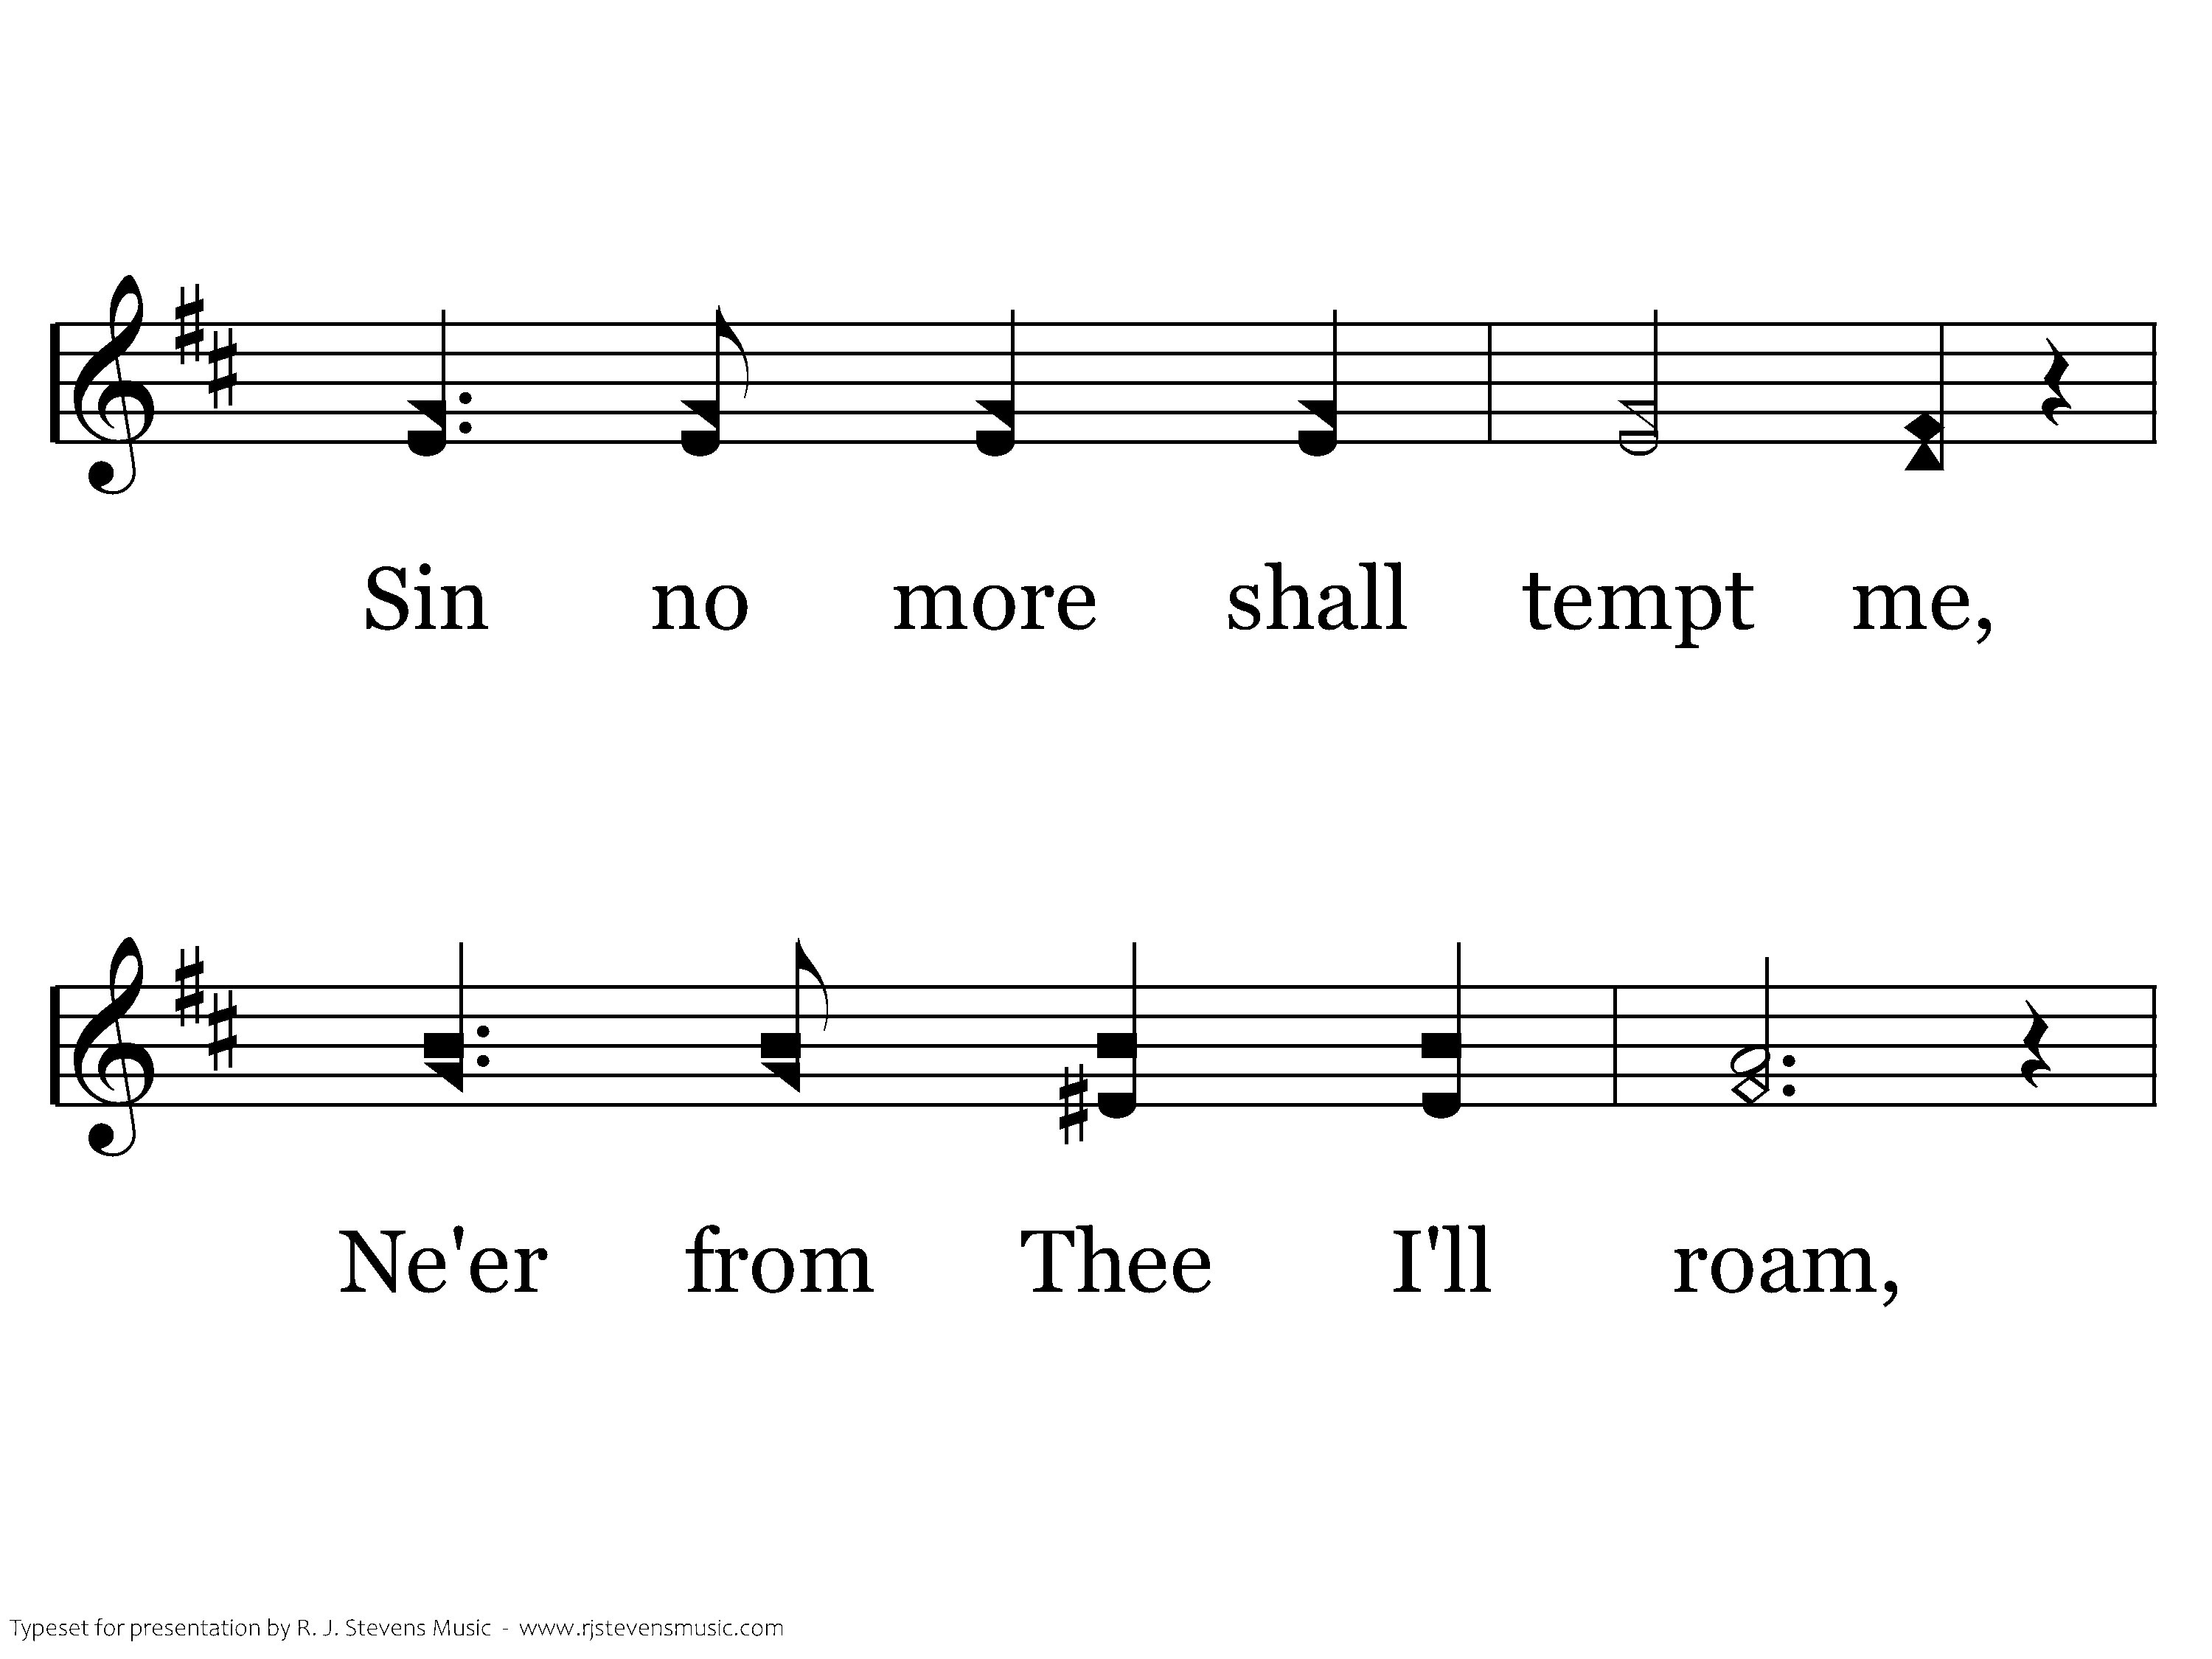 Sin no more shall tempt me,
Ne'er from Thee I'll roam,
Typeset for presentation by R. J. Stevens Music - www.rjstevensmusic.com